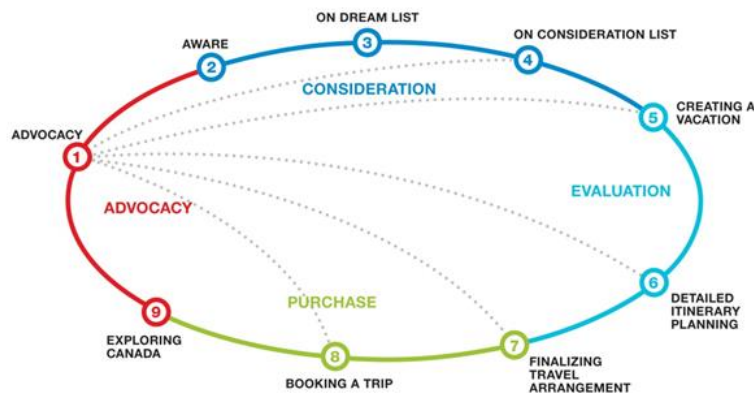 ON DREAM LIST
3
AWARE
2
ON CONSIDERATION LIST
4
CONSIDERATION
CREATING A
VACATION
5
ADVOCACY
1
ADVOCACY
EVALUATION
6
DETAILED
ITINERARY
PLANNING
PURCHASE
9
EXPLORING
CANADA
8
BOOKING A TRIP
7
FINALIZING
TRAVEL
ARRANGEMENT